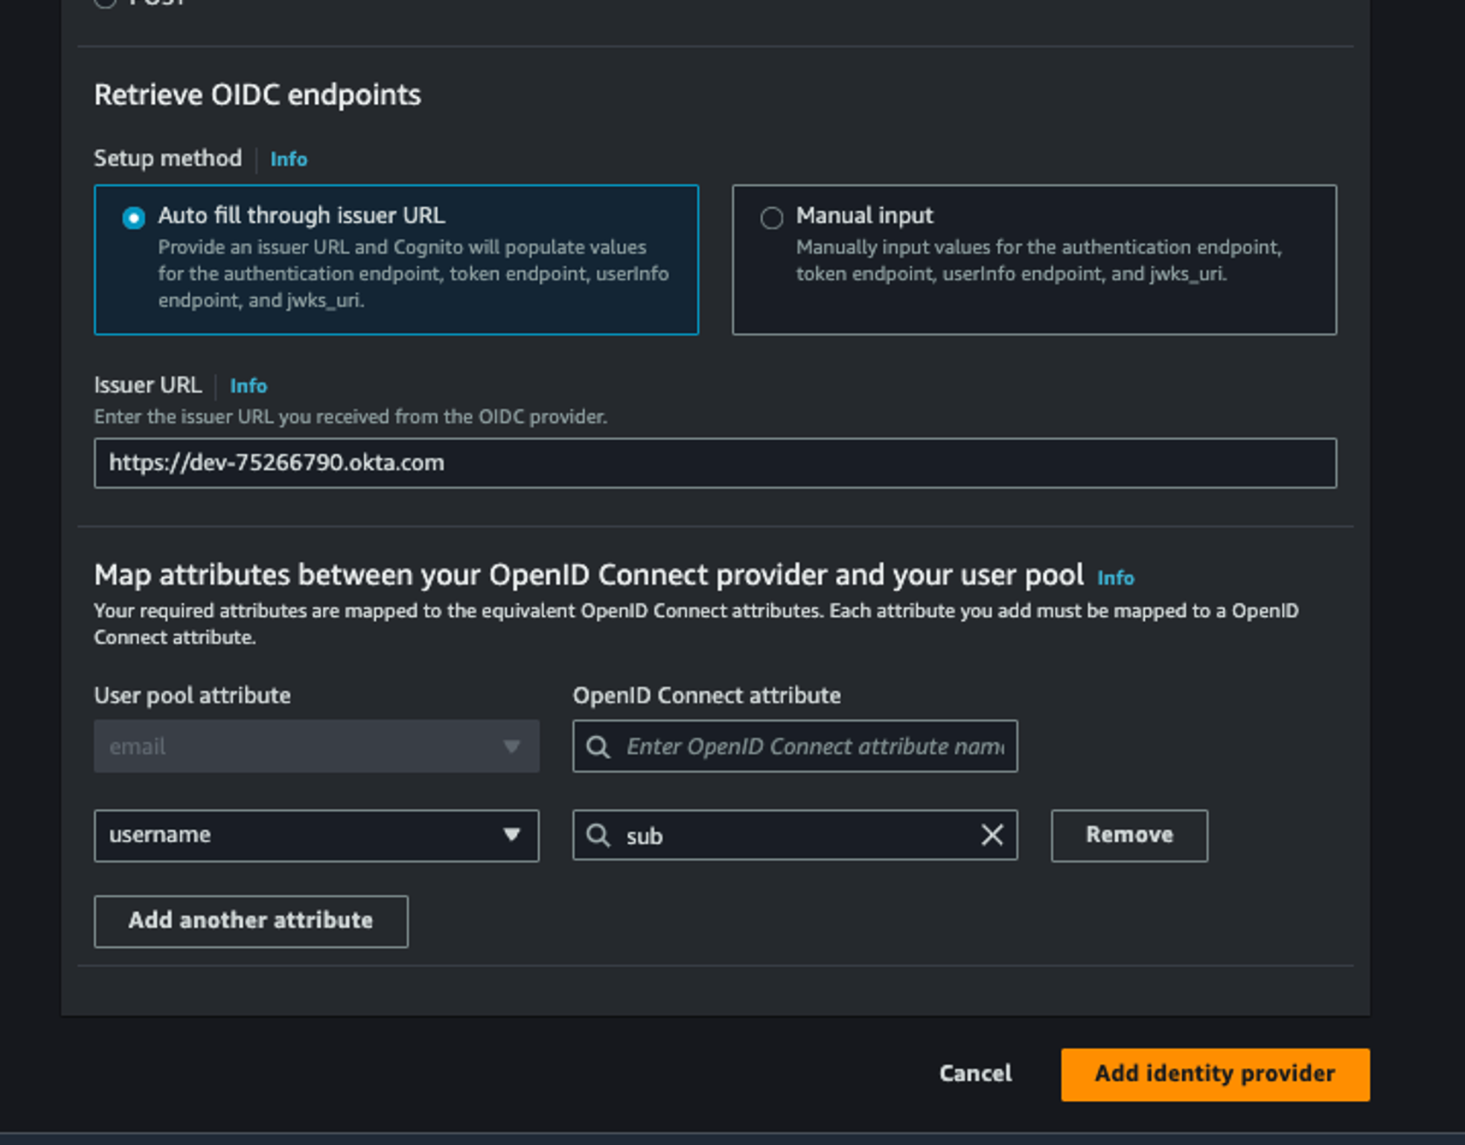 POST
Retrieve OIDC endpoints
Setup method Info
Auto fill through issuer URL
Provide an issuer URL and Cognito will populate values
for the authentication endpoint, token endpoint, userInfo
endpoint, and jwks_uri.
Manual input
Manually input values for the authentication endpoint,
token endpoint, userInfo endpoint, and jwks_uri.
Issuer URL Info
Enter the issuer URL you received from the OIDC provider.
https://dev-75266790.okta.com
Map attributes between your OpenID Connect provider and your user pool Info
Your required attributes are mapped to the equivalent OpenID Connect attributes. Each attribute you add must be mapped to a OpenID
Connect attribute.
User pool attribute OpenID Connect attribute
email Enter OpenID Connect attribute name
username sub Remove
Add another attribute
Cancel Add identity provider